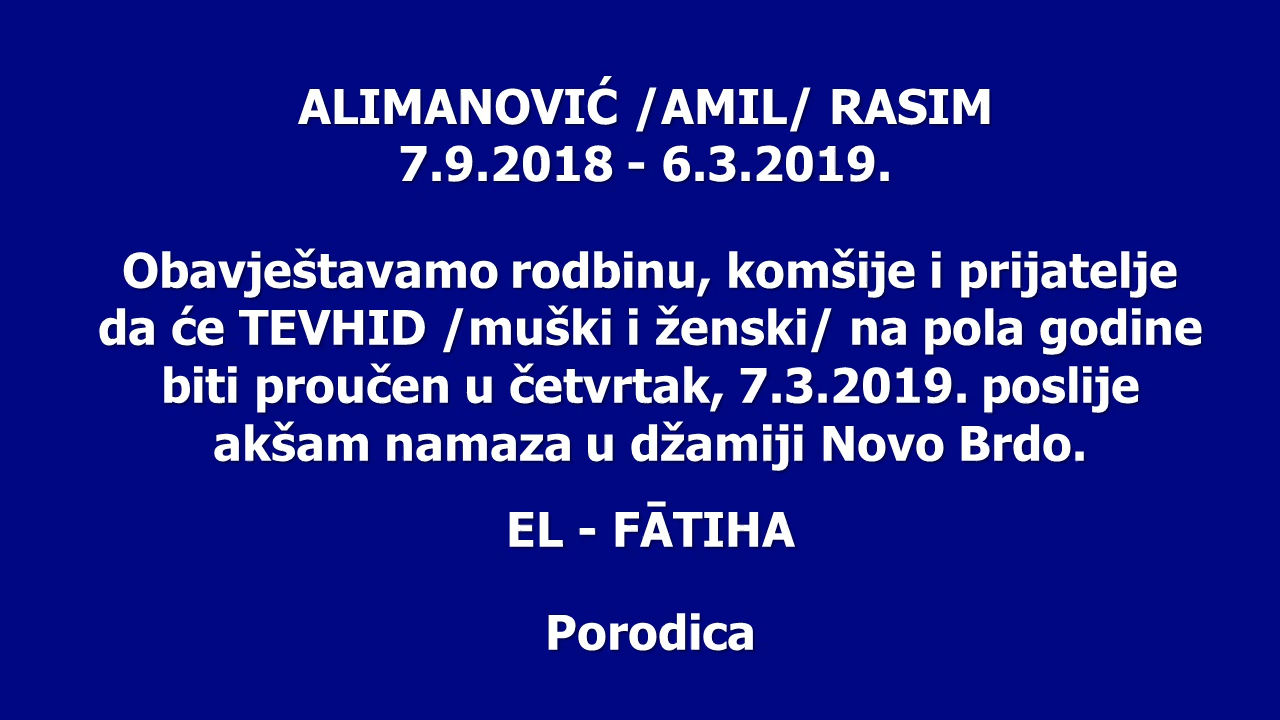 ALIMANOVIĆ /AMIL/ RASIM
7.9.2018 - 6.3.2019.
Obavještavamo rodbinu, komšije i prijatelje
da će TEVHID /muški i ženski/ na pola godine
biti proučen u četvrtak, 7.3.2019. poslije
akšam namaza u džamiji Novo Brdo.
EL - FĀTIHA
Porodica